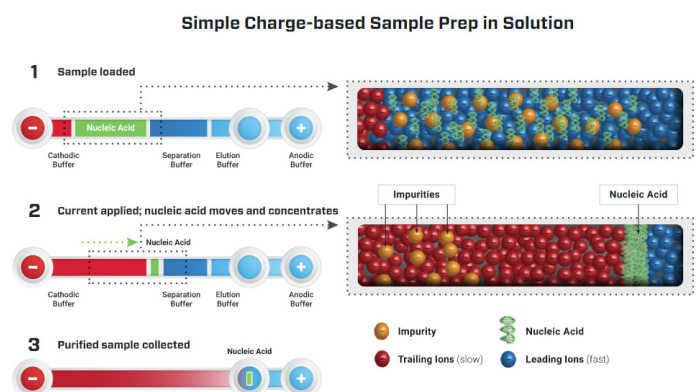 Simple Charge-based Sample Prep in Solution
1 Sample loaded
−
Nucleic Acid
+
Cathodic
Buffer
Separation
Buffer
Elution
Buffer
Anodic
Buffer
2 Current applied; nucleic acid moves and concentrates
Nucleic Acid
−
+
Cathodic
Buffer
Separation
Buffer
Elution
Buffer
Anodic
Buffer
Impurities
Nucleic Acid
Impurity
Nucleic Acid
Trailing Ions (slow)
Leading Ions (fast)
3 Purified sample collected
Nucleic Acid
−
+